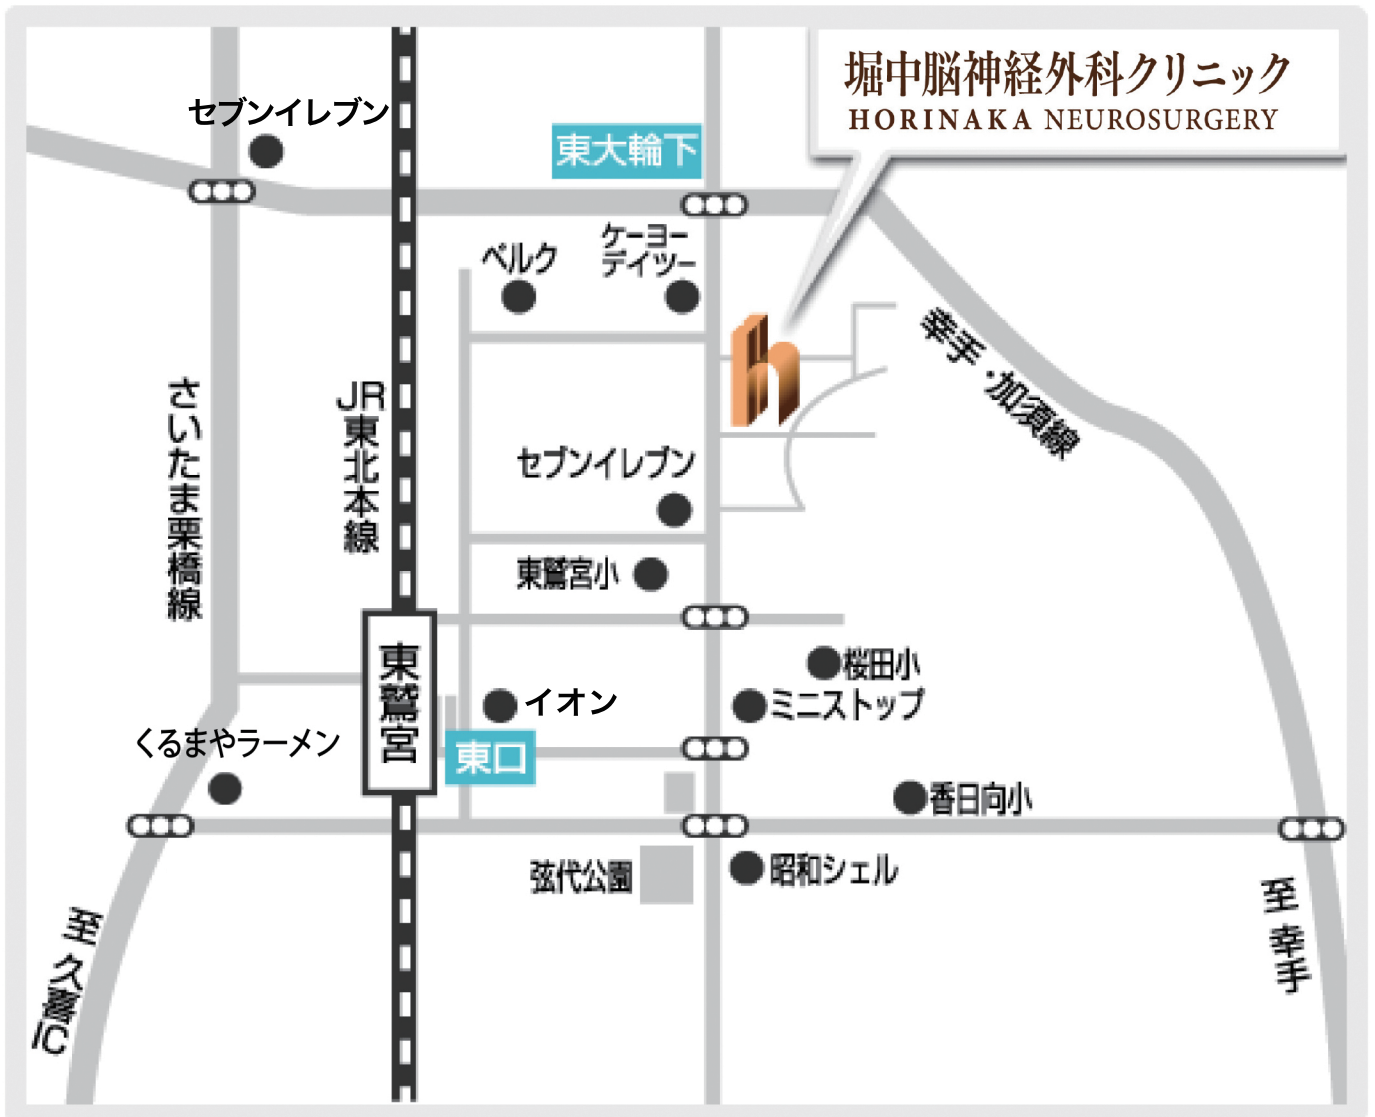 堀中脳神経外科クリニック
HORINAKA NEUROSURGERY
セブンイレブン
東大輪下
ベルク
ケーヨー
デイツー
幸手・加須線
さいたま栗橋線
JR東北本線
セブンイレブン
東鷲宮小
東鷲宮
桜田小
イオン
ミニストップ
くるまやラーメン
東口
香日向小
弦代公園
昭和シェル
至 久喜IC
至 幸手